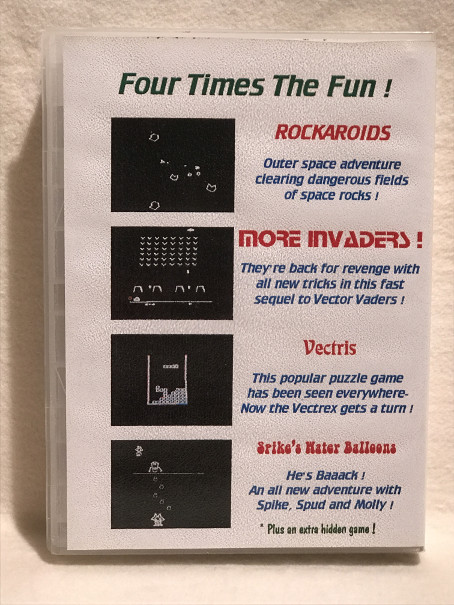 Four Times The Fun !
ROCKAROIDS
Outer space adventure
clearing dangerous fields
of space rocks !
MORE INVADERS !
They're back for revenge with
all new tricks in this fast
sequel to Vector Vaders !
Vectris
This popular puzzle game
has been seen everywhere-
Now the Vectrex gets a turn !
Spike's Water Balloons
He's Baaack !
An all new adventure with
Spike, Spud and Molly !
* Plus an extra hidden game !